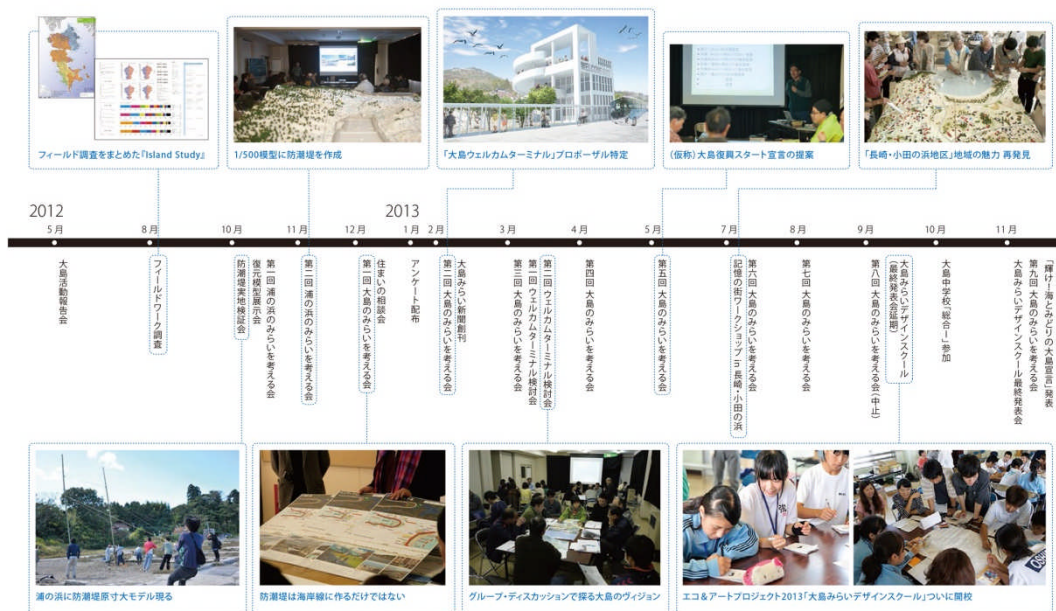 フィールド調査をまとめた『Island Study』
1/500模型に防潮堤を作成
「大島ウェルカムターミナル」プロポーザル特定
(仮称)大島復興スタート宣言の提案
「長崎・小田の浜地区」地域の魅力 再発見
2012
2013
5月
8月
10月
11月
12月
1月
2月
3月
4月
5月
7月
8月
9月
10月
11月
大島活動報告会
フィールドワーク調査
防潮堤実地検証会
復元模型展示会
第一回 浦の浜のみらいを考える会
第二回 浦の浜のみらいを考える会
第一回 大島のみらいを考える会
住まいの相談会
アンケート配布
第二回 大島のみらいを考える会
大島みらい新聞創刊
第三回 大島のみらいを考える会
第一回 ウェルカムターミナル検討会
第二回 ウェルカムターミナル検討会
第四回 大島のみらいを考える会
第五回 大島のみらいを考える会
記憶の街ワークショップ in 長崎・小田の浜
第六回 大島のみらいを考える会
第七回 大島のみらいを考える会
第八回 大島のみらいを考える会(中止)
(最終発表会延期)
大島みらいデザインスクール
大島中学校「総合一」参加
大島みらいデザインスクール最終発表会
第九回 大島のみらいを考える会
「輝け!海とみどりの大島宣言」発表
浦の浜に防潮堤原寸大モデル現る
防潮堤は海岸線に作るだけではない
グループ・ディスカッションで探る大島のヴィジョン
エコ&アートプロジェクト2013「大島みらいデザインスクール」ついに開校